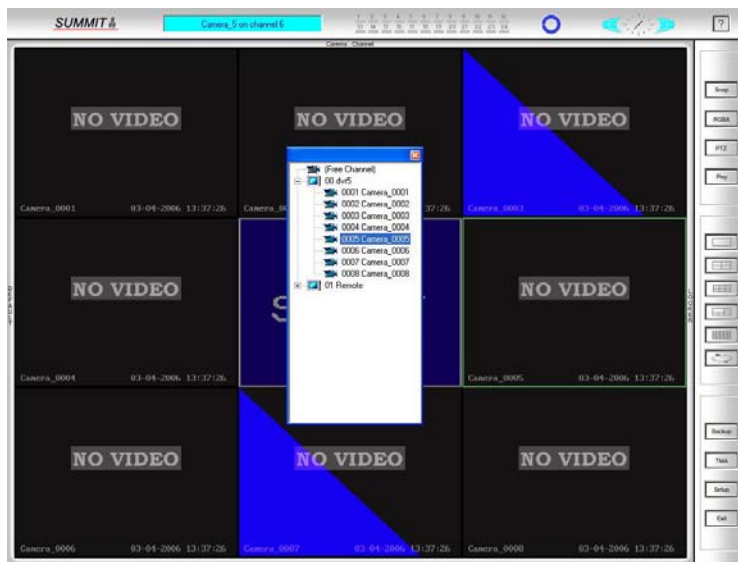 SUMMIT
Camera_5 on channel 6
?
Camera Channel
NO VIDEO
NO VIDEO
NO VIDEO
Camera_0001 03-04-2006 13:37:26
37:26
Camera_0003 03-04-2006 13:37:26
(Free Channel)
00 dvr5
0001 Camera_0001
0002 Camera_0002
0003 Camera_0003
0004 Camera_0004
0005 Camera_0005
0006 Camera_0006
0007 Camera_0007
0008 Camera_0008
01 Remote
NO VIDEO
S
NO VIDEO
Camera_0004 03-04-2006 13:37:26
Camera_0005 03-04-2006 13:37:26
NO VIDEO
NO VIDEO
NO VIDEO
Camera_0006 03-04-2006 13:37:26
Camera_0007 03-04-2006 13:37:26
Camera_0008 03-04-2006 13:37:26
Snap
RGBA
PTZ
Play
Backup
Setup
Exit